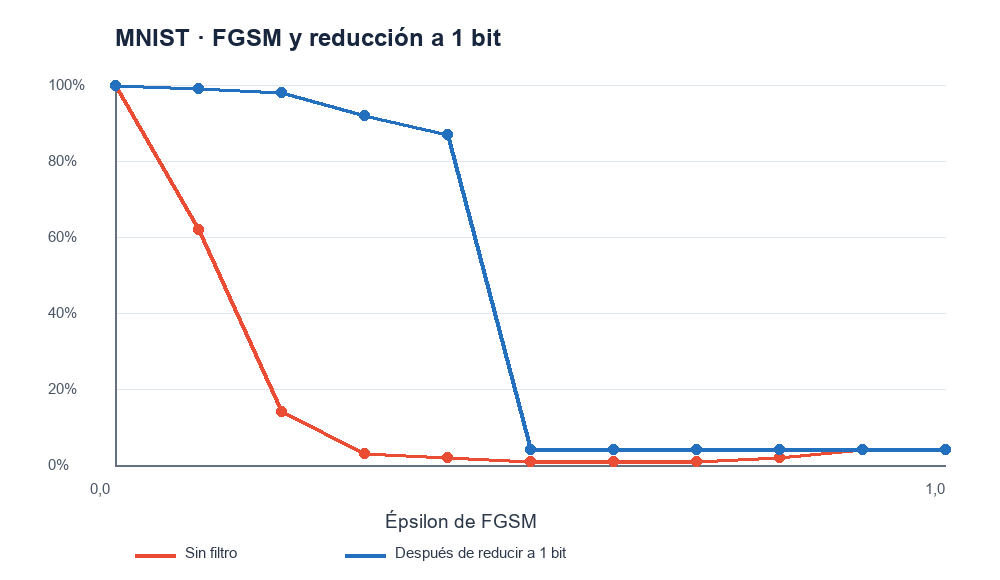 MNIST · FGSM y reducción a 1 bit
100%
80%
60%
40%
20%
0%
0,0 1,0
Épsilon de FGSM
Sin filtro Después de reducir a 1 bit